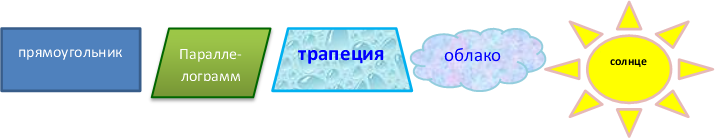 прямоугольник
Паралле-
лограмм
трапеция
облако
солнце